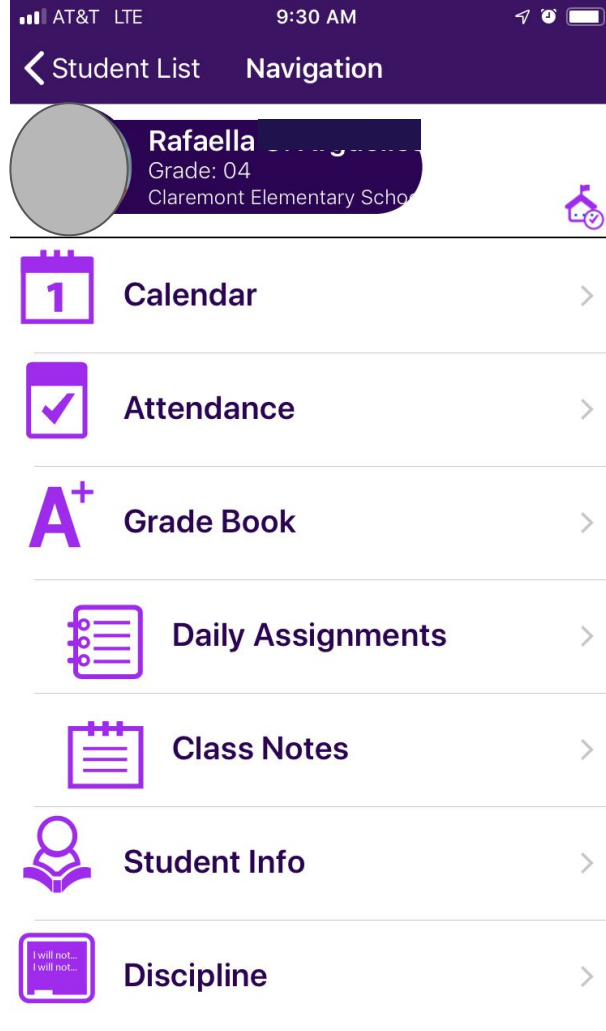 AT&T LTE 9:30 AM
Student List Navigation
Rafaella
Grade: 04
Claremont Elementary Schoo
1 Calendar
Attendance
A+ Grade Book
Daily Assignments
Class Notes
Student Info
I will not...
I will not...
Discipline